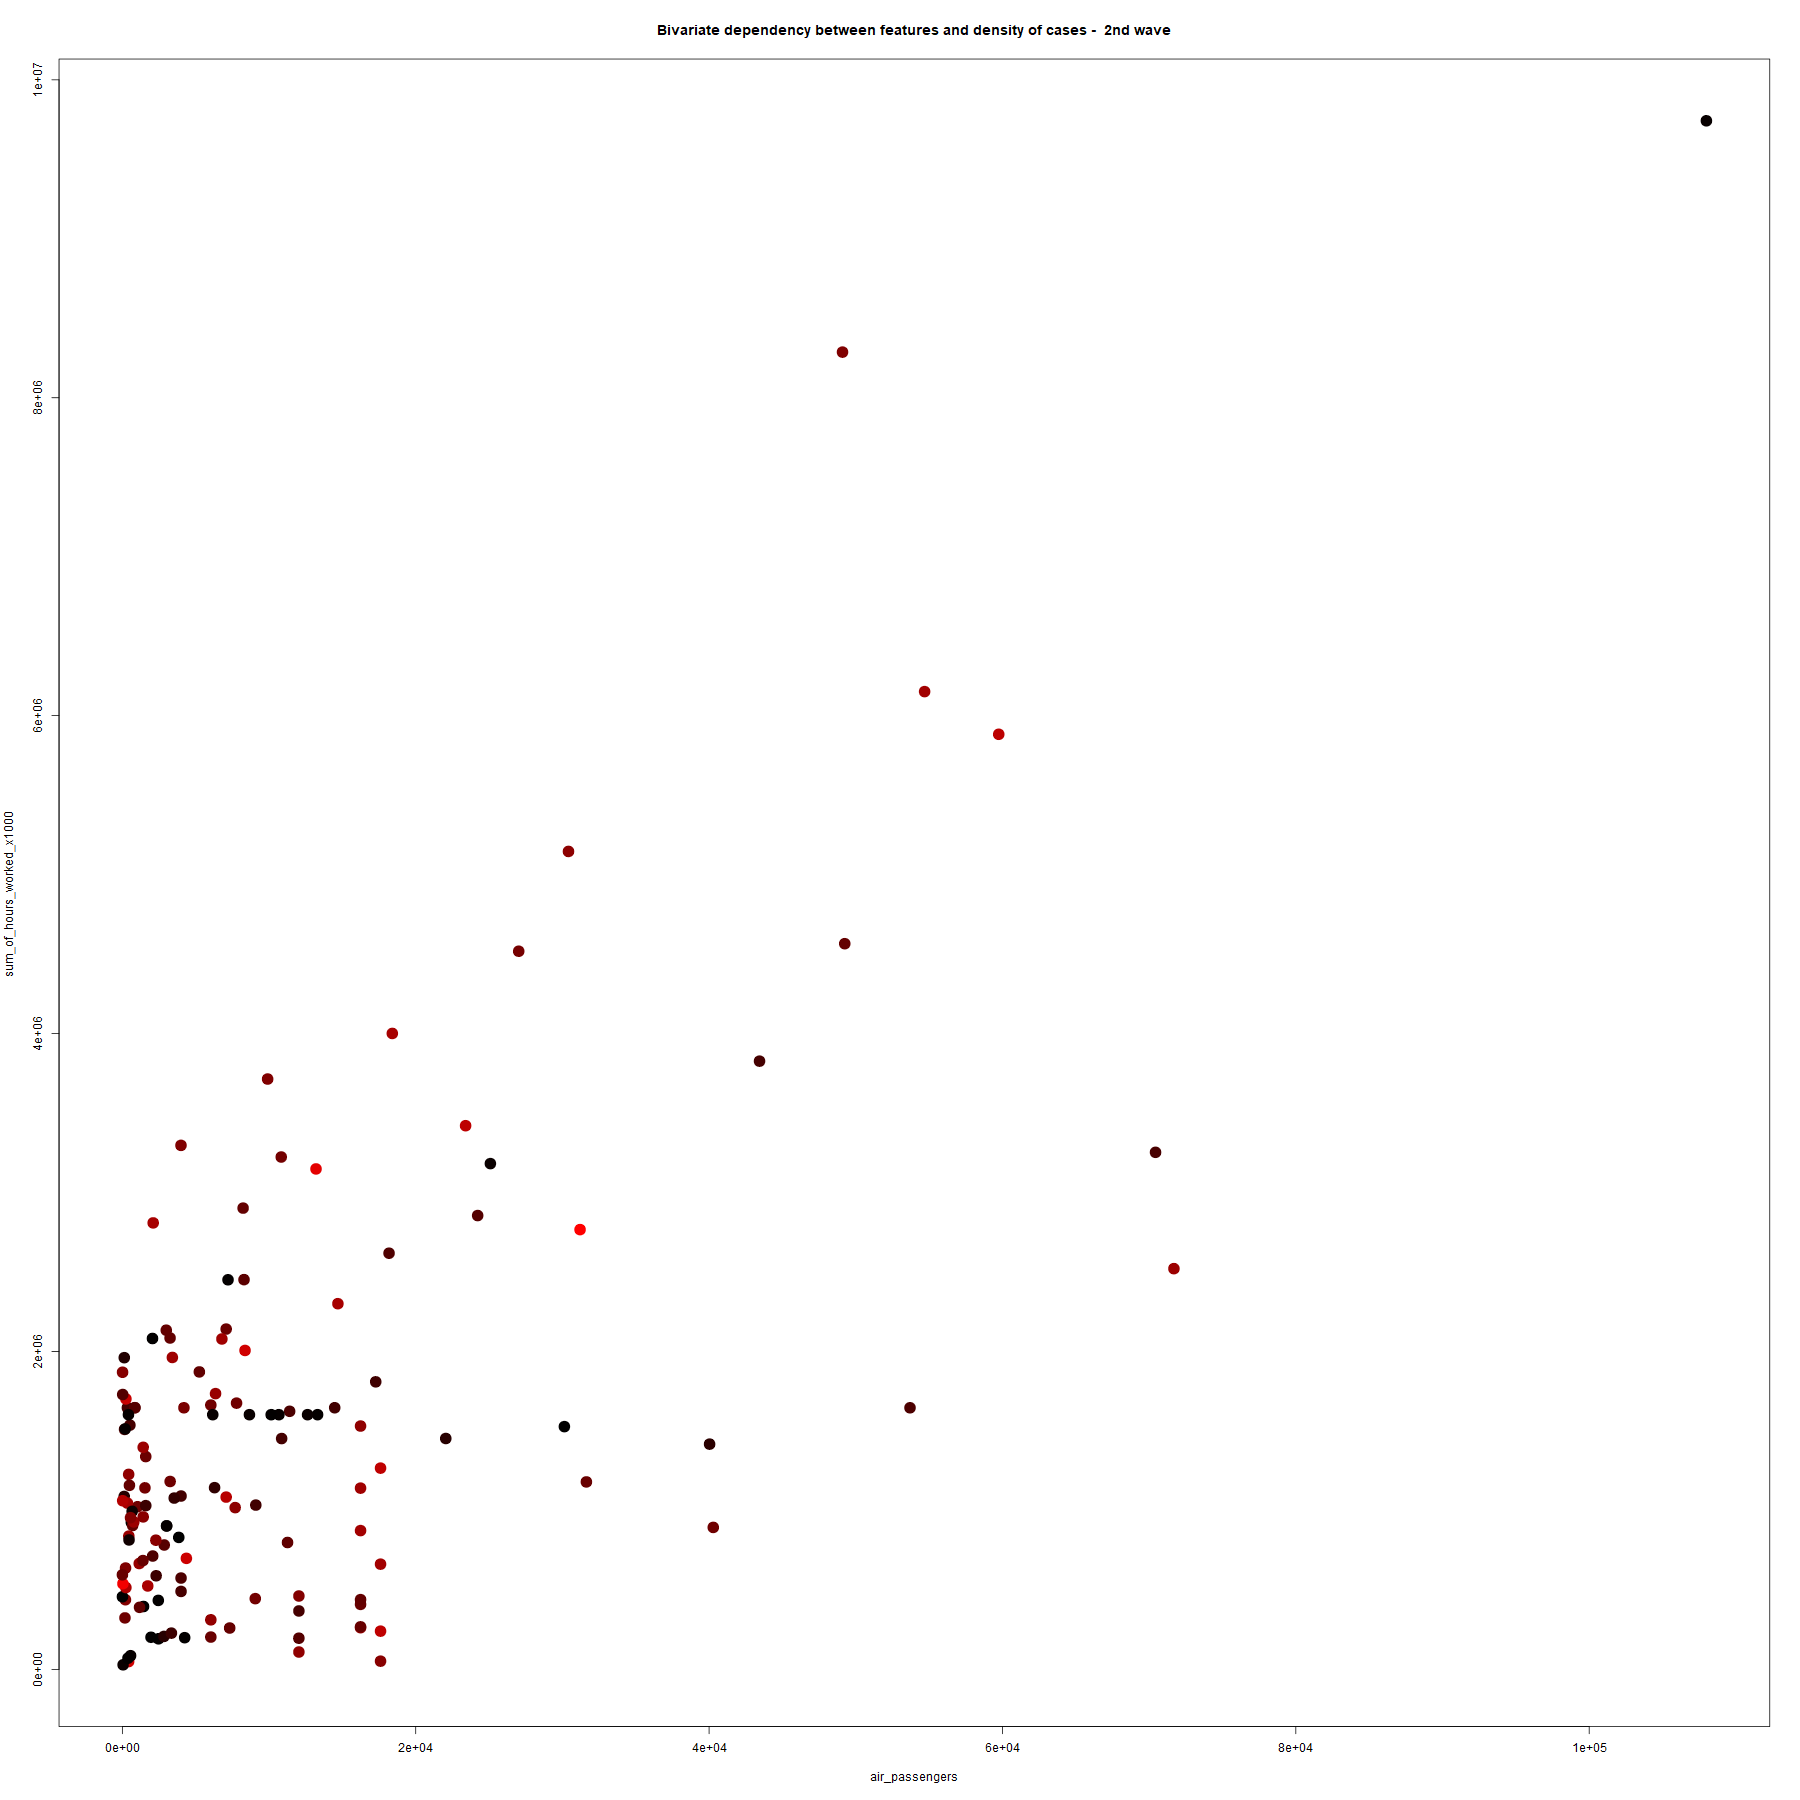 Bivariate dependency between features and density of cases -  2nd wave
1e+07
8e+06
6e+06
4e+06
2e+06
0e+00
sum_of_hours_worked_x1000
0e+00 2e+04 4e+04 6e+04 8e+04 1e+05
air_passengers